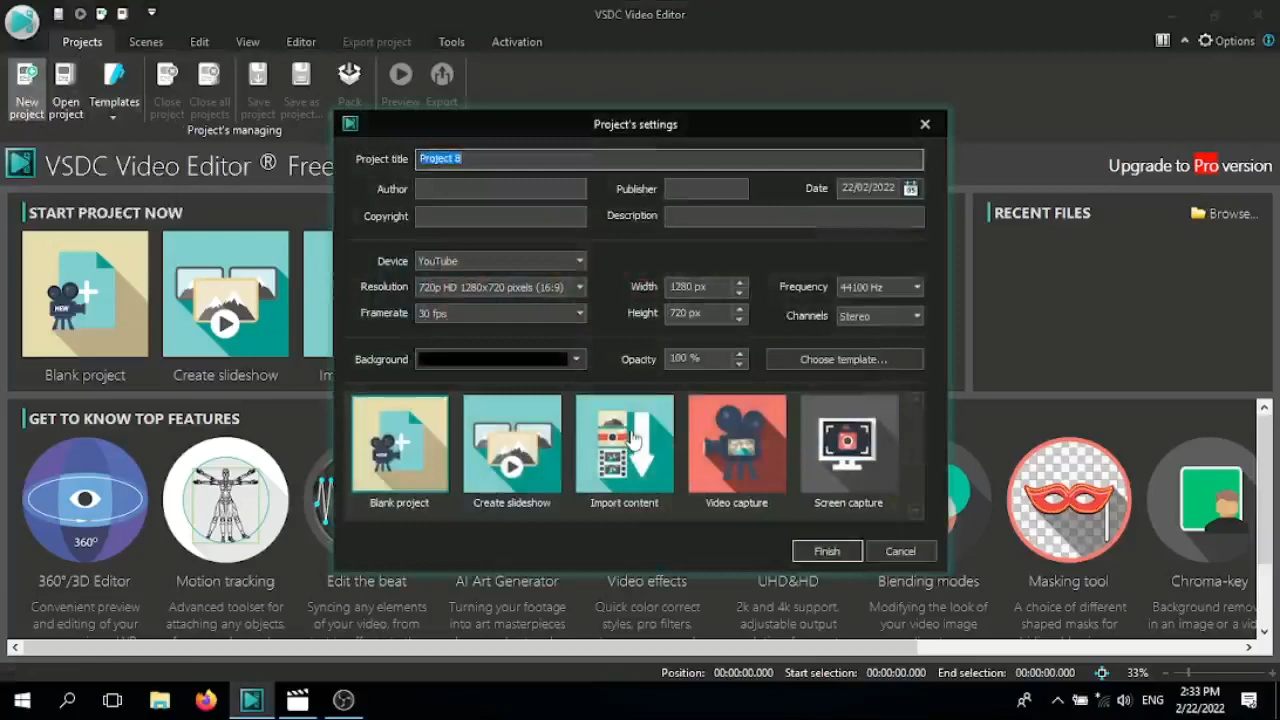 VSDC Video Editor
Projects Scenes Edit View Editor Export project Tools Activation Options
New project
Open project
Templates
Close project
Close all projects
Save project
Save as project...
Pack
Preview
Export
Project's managing
VSDC Video Editor ® Free
Upgrade to Pro version
START PROJECT NOW
Blank project
Create slideshow
RECENT FILES
Browse...
Project's settings
Project title Project 8
Author Publisher Date 22/02/2022
Copyright Description
Device YouTube
Resolution 720p HD 1280x720 pixels (16:9) Width 1280 px Frequency 44100 Hz
Framerate 30 fps Height 720 px Channels Stereo
Background Opacity 100 % Choose template...
NEW
Blank project Create slideshow Import content Video capture Screen capture
Finish Cancel
GET TO KNOW TOP FEATURES
360°
360°/3D Editor
Convenient preview
and editing of your
Motion tracking
Advanced toolset for
attaching any objects.
Edit the beat
Syncing any elements
of your video, from
AI Art Generator
Turning your footage
into art masterpieces
Video effects
Quick color correct
styles, pro filters,
UHD&HD
2k and 4k support,
adjustable output
Blending modes
Modifying the look of
your video image
Masking tool
A choice of different
Chroma-key
Background remov
in an image or a vid
Position: 00:00:00.000 Start selection: 00:00:00.000 End selection: 00:00:00.000 33%
ENG
2:33 PM
2/22/2022